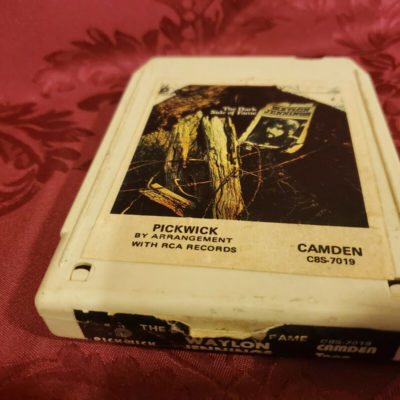 The Dark
Side of Fame
WAYLON
JENNINGS
PICKWICK
BY ARRANGEMENT
WITH RCA RECORDS
CAMDEN
C8S-7019
THE
FAME
C8S-7019
PICKWICK
WAYLON
JENNINGS
CAMDEN